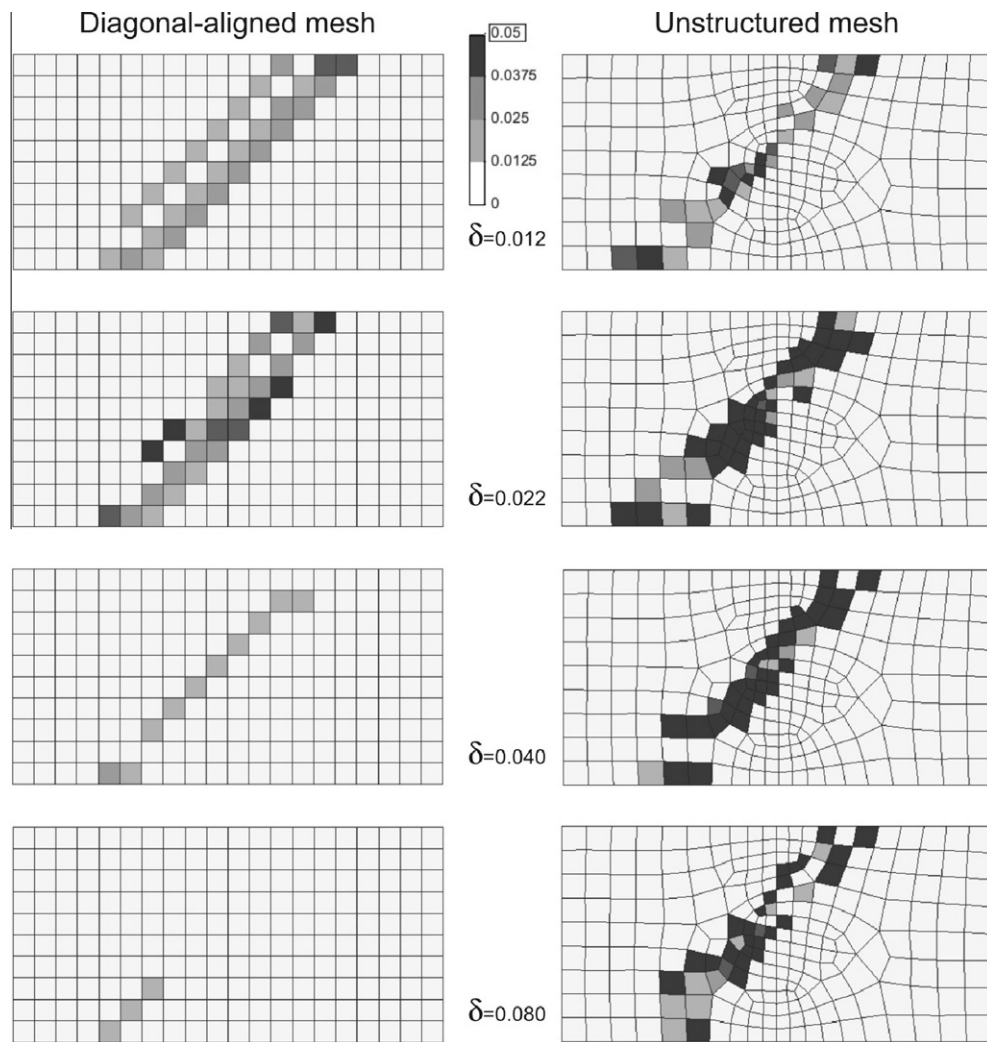 Diagonal-aligned mesh
Unstructured mesh
0.05
0.0375
0.025
0.0125
0
δ=0.012
δ=0.022
δ=0.040
δ=0.080